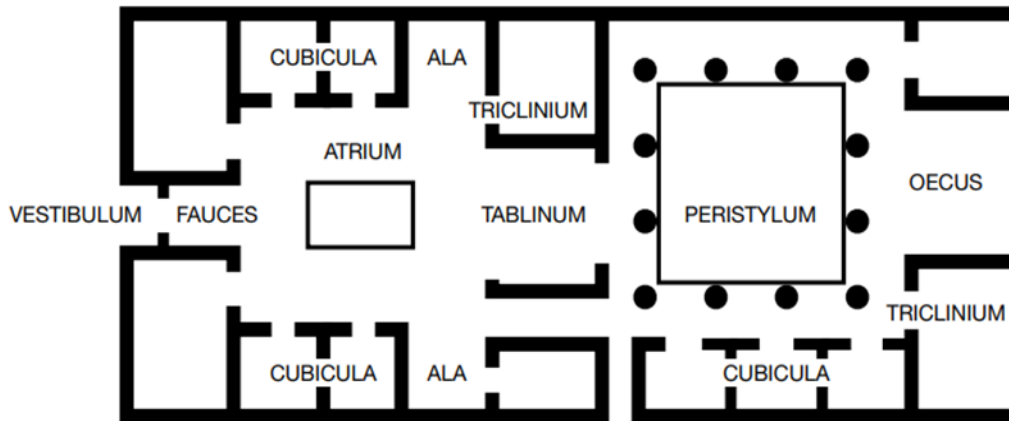 CUBICULA ALA
TRICLINIUM
ATRIUM
OECUS
VESTIBULUM FAUCES TABLINUM PERISTYLUM
TRICLINIUM
CUBICULA ALA CUBICULA